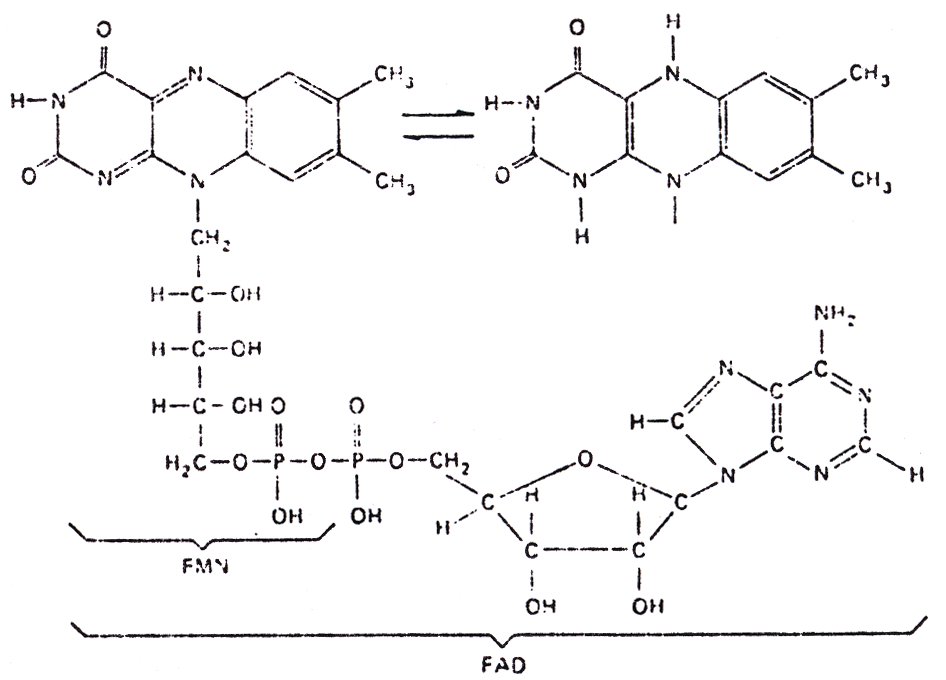 O O H
N CH₃ N CH₃
H–N H–N
O N N CH₃ O N N CH₃
H
CH₂
H–C–OH
H–C–OH
H–C–OH O O
H₂C–O–P–O–P–O–CH₂
OH OH
NH₂
N C N
H–C C
N C N H
O
H C H H C
C C
OH OH
FMN
FAD